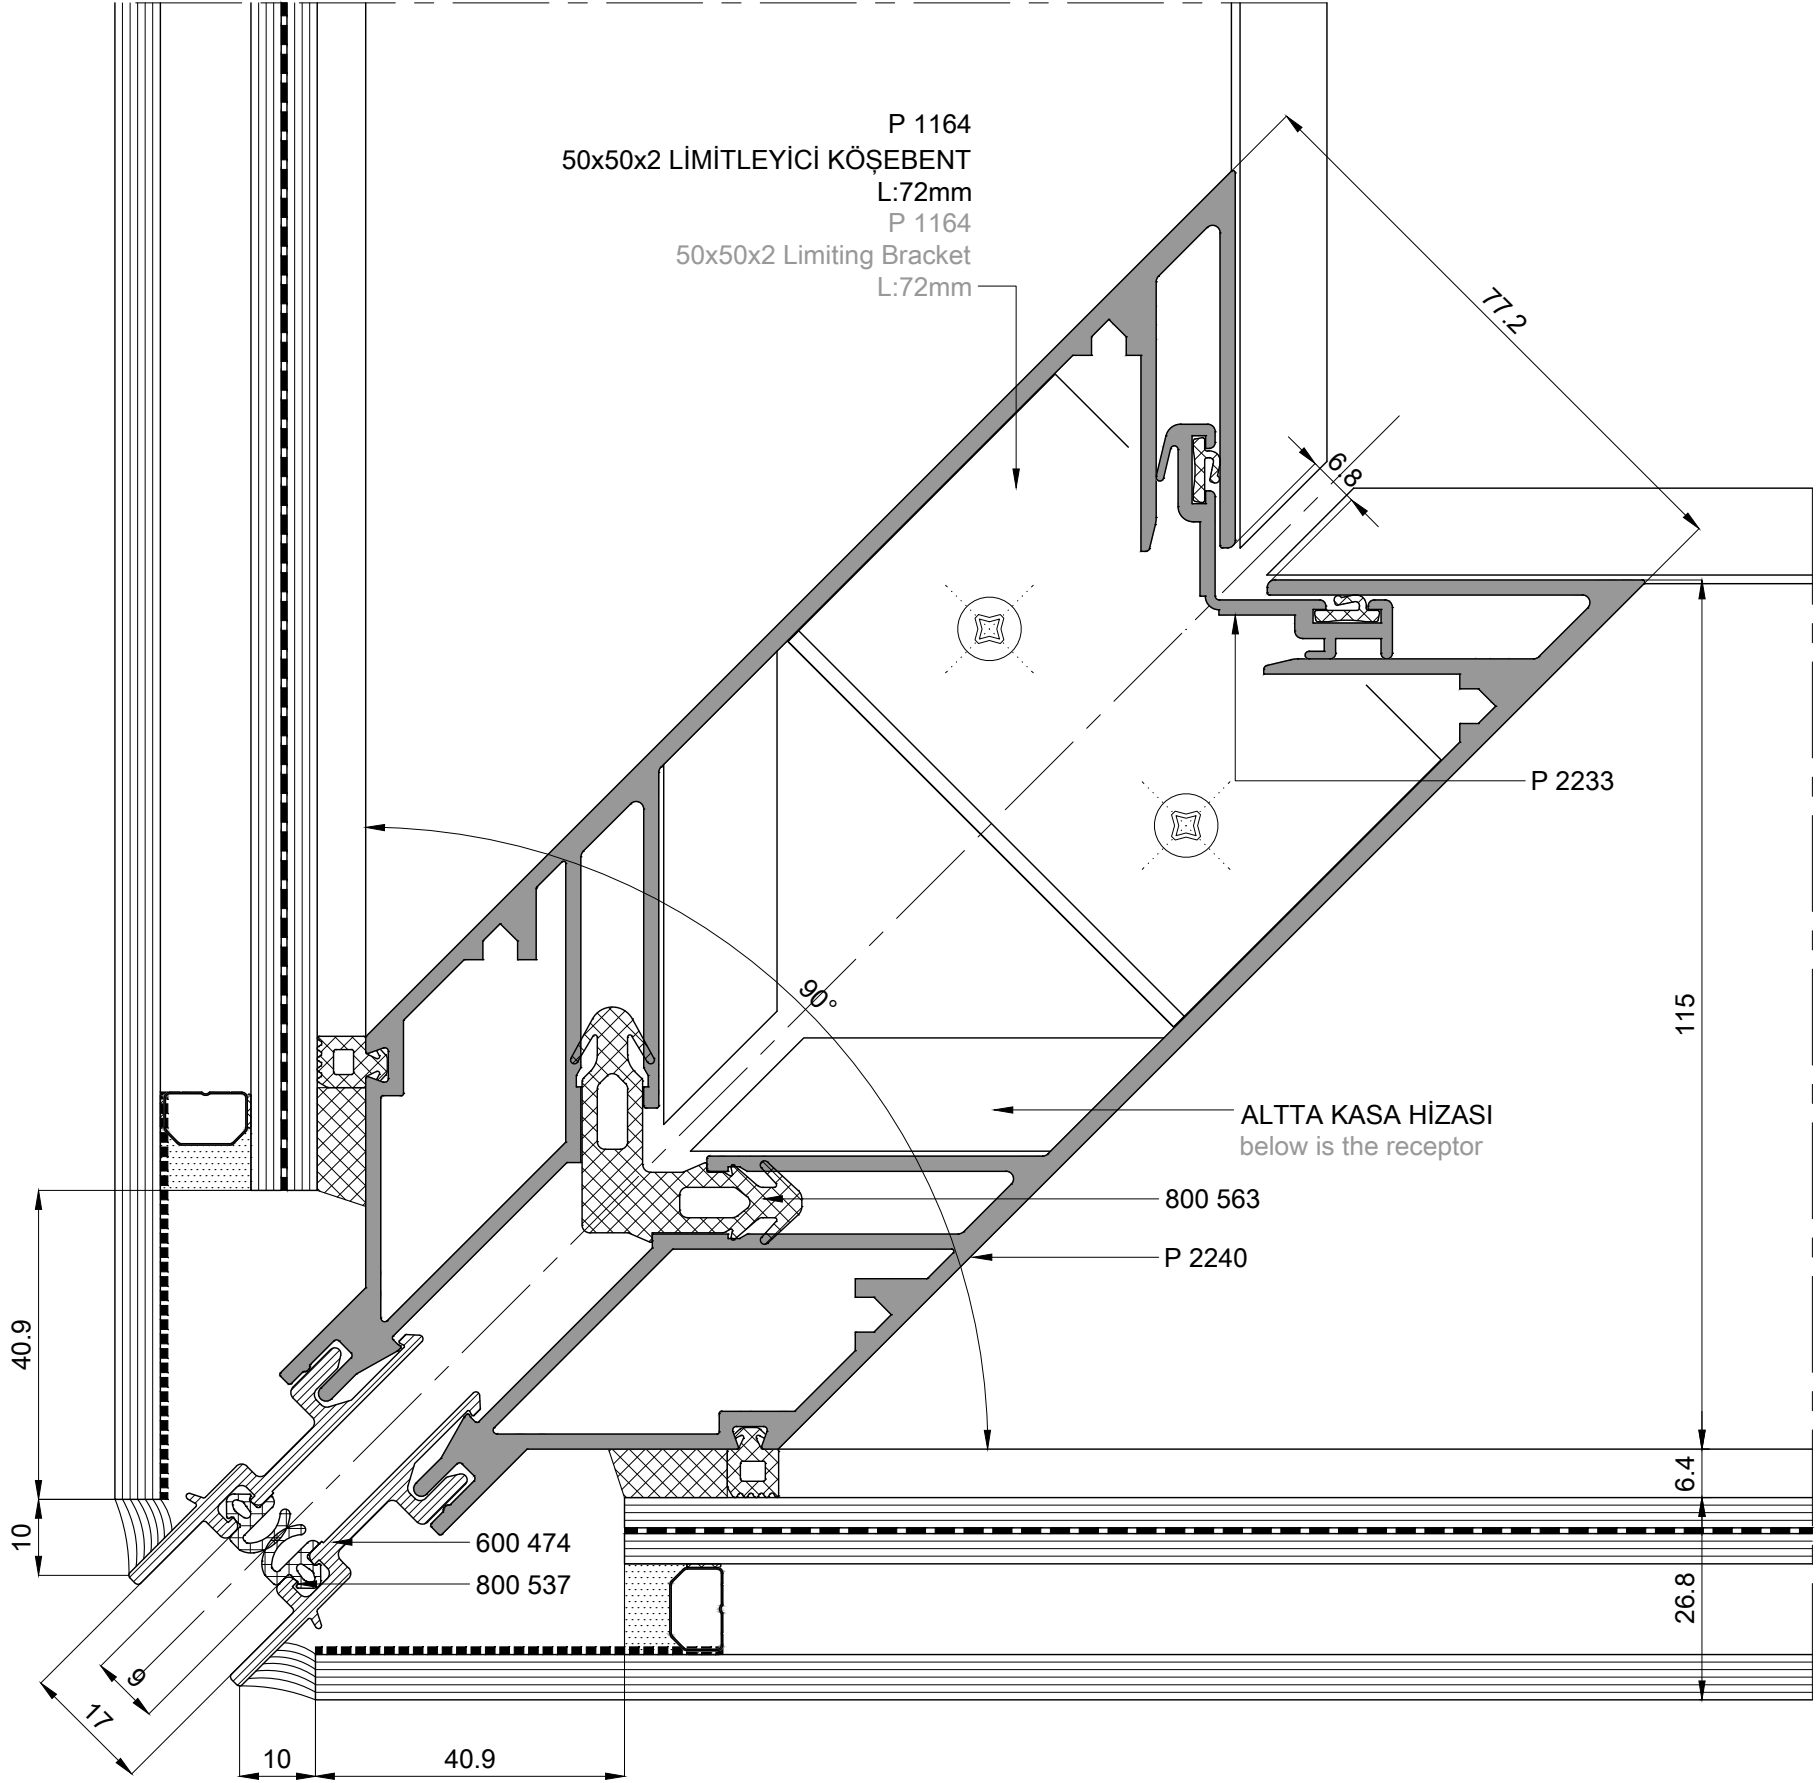 P 1164
50x50x2 LİMİTLEYİCİ KÖŞEBENT
L:72mm
P 1164
50x50x2 Limiting Bracket
L:72mm
77.2
6.8
P 2233
90°
115
ALTTA KASA HİZASI
below is the receptor
800 563
P 2240
40.9
6.4
10
600 474
800 537
26.8
9
17
10
40.9